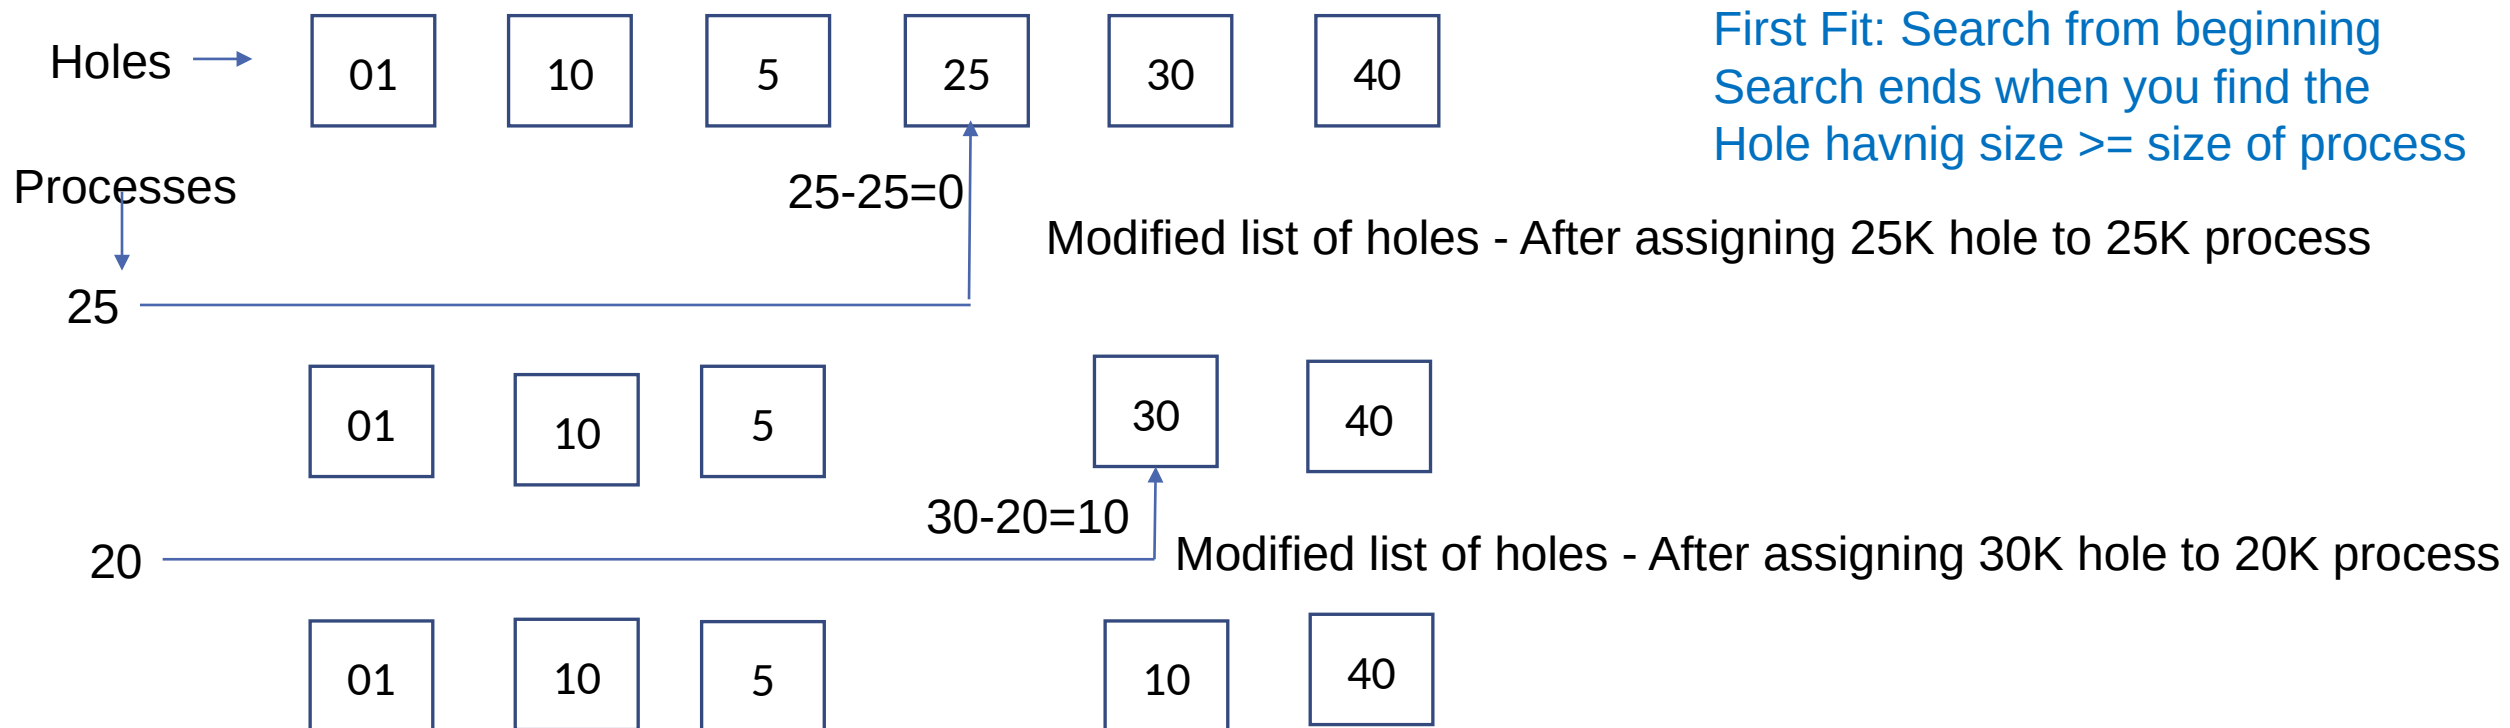 Holes
01 10 5 25 30 40
First Fit: Search from beginning
Search ends when you find the
Hole havnig size >= size of process
Processes
25-25=0
Modified list of holes - After assigning 25K hole to 25K process
25
01 10 5 30 40
30-20=10
Modified list of holes - After assigning 30K hole to 20K process
20
01 10 5 10 40